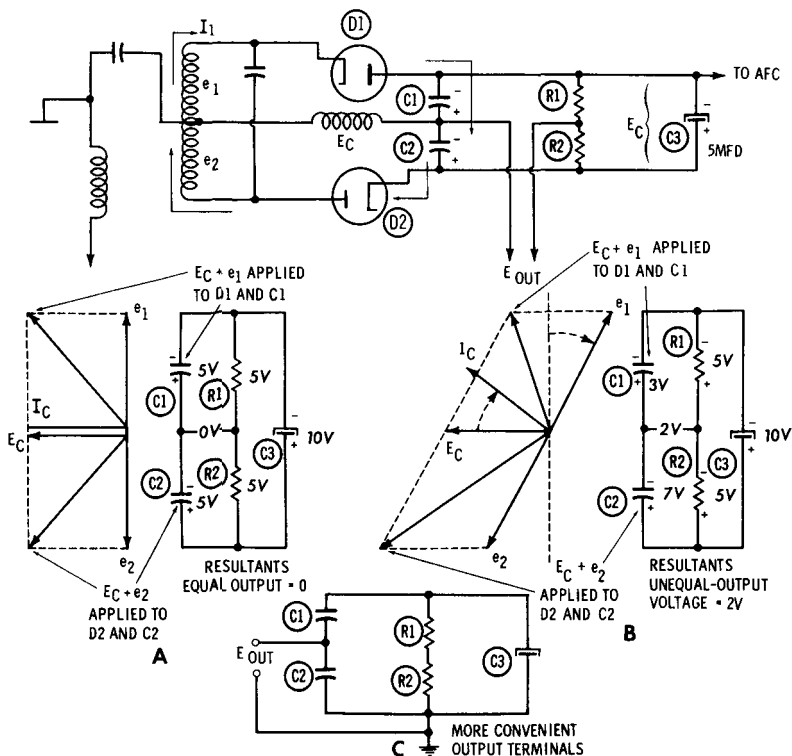 I1
D1
e1
TO AFC
C1
R1
EC
EC
C3
5MFD
e2
C2
R2
D2
E OUT
EC + e1 APPLIED
TO D1 AND C1
e1
5V
R1
5V
C1
IC
0V
EC
C3
10V
C2
R2
5V
5V
e2
RESULTANTS
EQUAL OUTPUT = 0
EC + e2
APPLIED TO
D2 AND C2
A
EC + e1 APPLIED
TO D1 AND C1
e1
R1
IC
5V
C1
3V
2V
10V
EC
R2
C3
C2
7V
5V
e2
EC + e2
APPLIED TO
D2 AND C2
RESULTANTS
UNEQUAL-OUTPUT
VOLTAGE = 2V
B
C1
R1
E OUT
C2
R2
C3
C
MORE CONVENIENT
OUTPUT TERMINALS